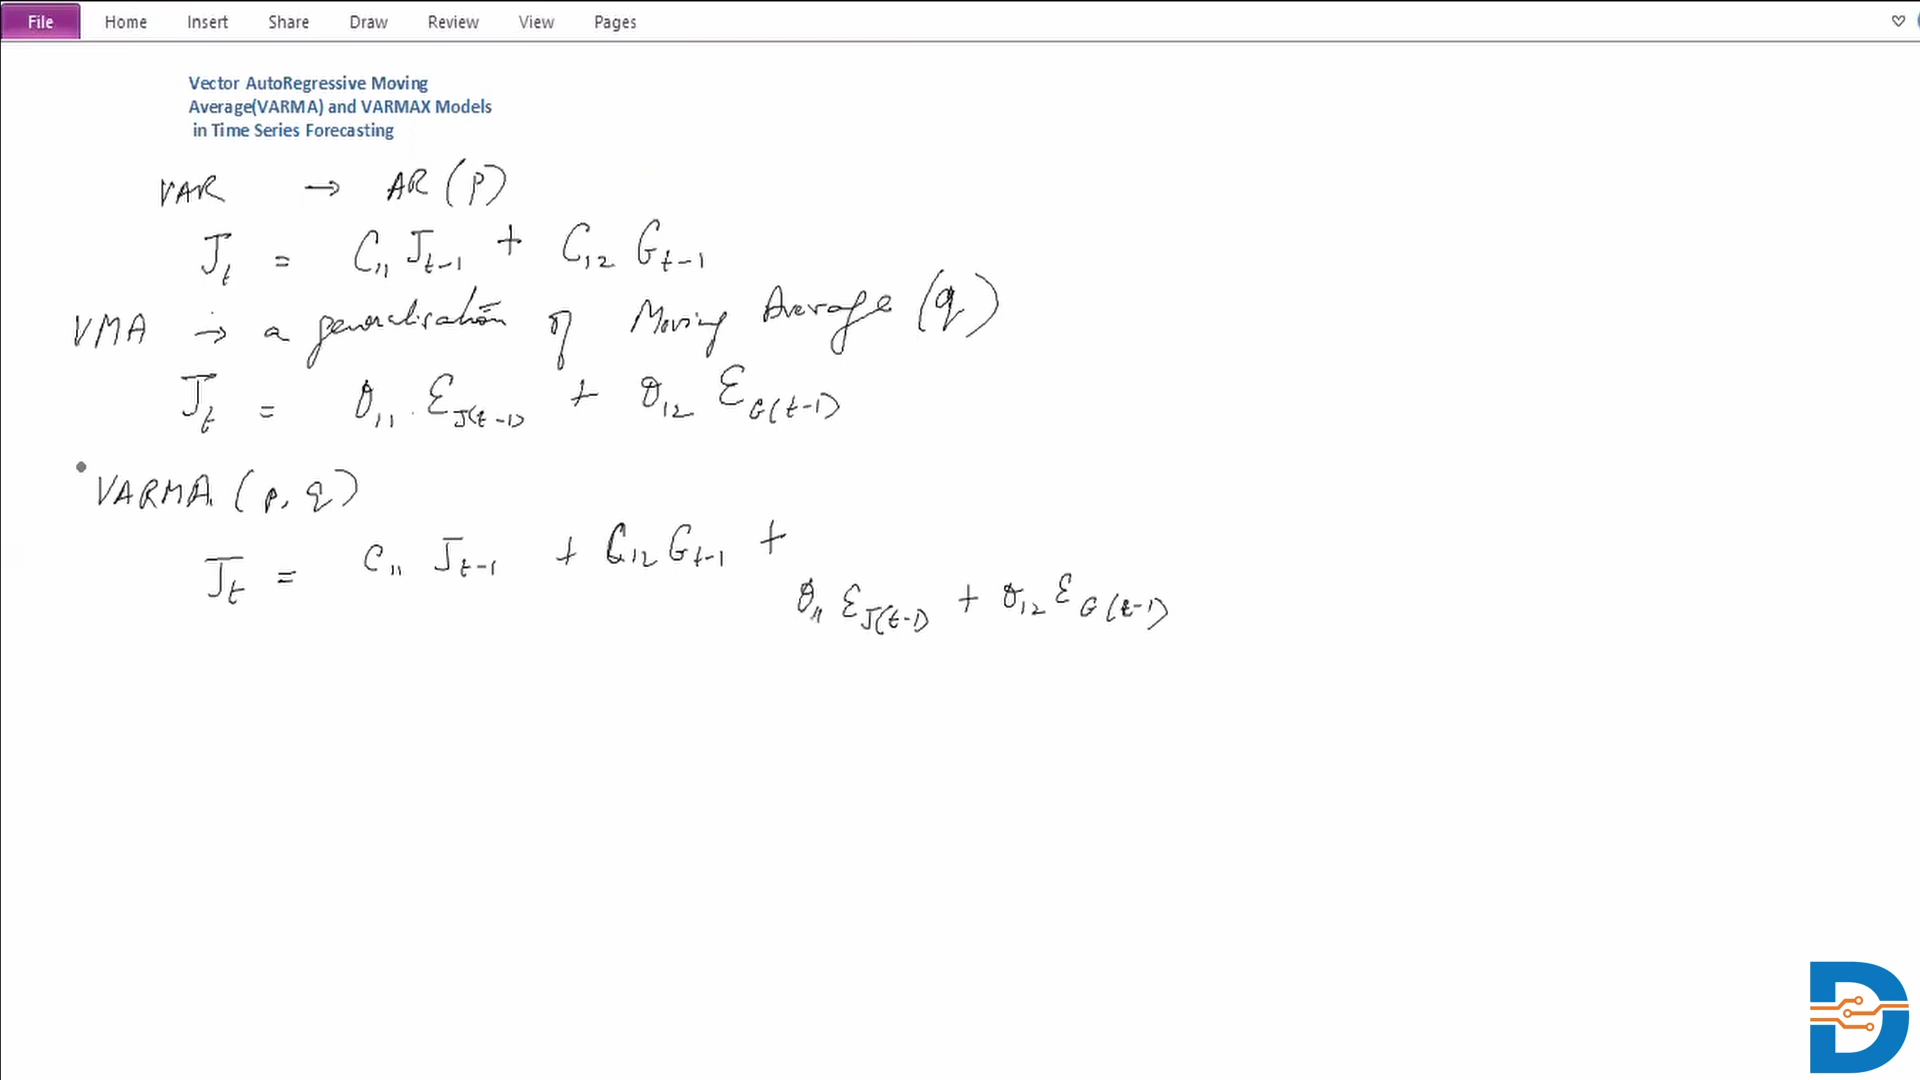 File Home Insert Share Draw Review View Pages
Vector AutoRegressive Moving
Average(VARMA) and VARMAX Models
in Time Series Forecasting
VAR → AR (P)
J_t = C_11 J_t-1 + C_12 G_t-1
VMA → a generalisation of Moving Average (q)
J_t = θ_11 . ε_J(t-1) + θ_12 ε_G(t-1)
VARMA (p, q)
J_t = C_11 J_t-1 + C_12 G_t-1 +
θ_11 ε_J(t-1) + θ_12 ε_G(t-1)